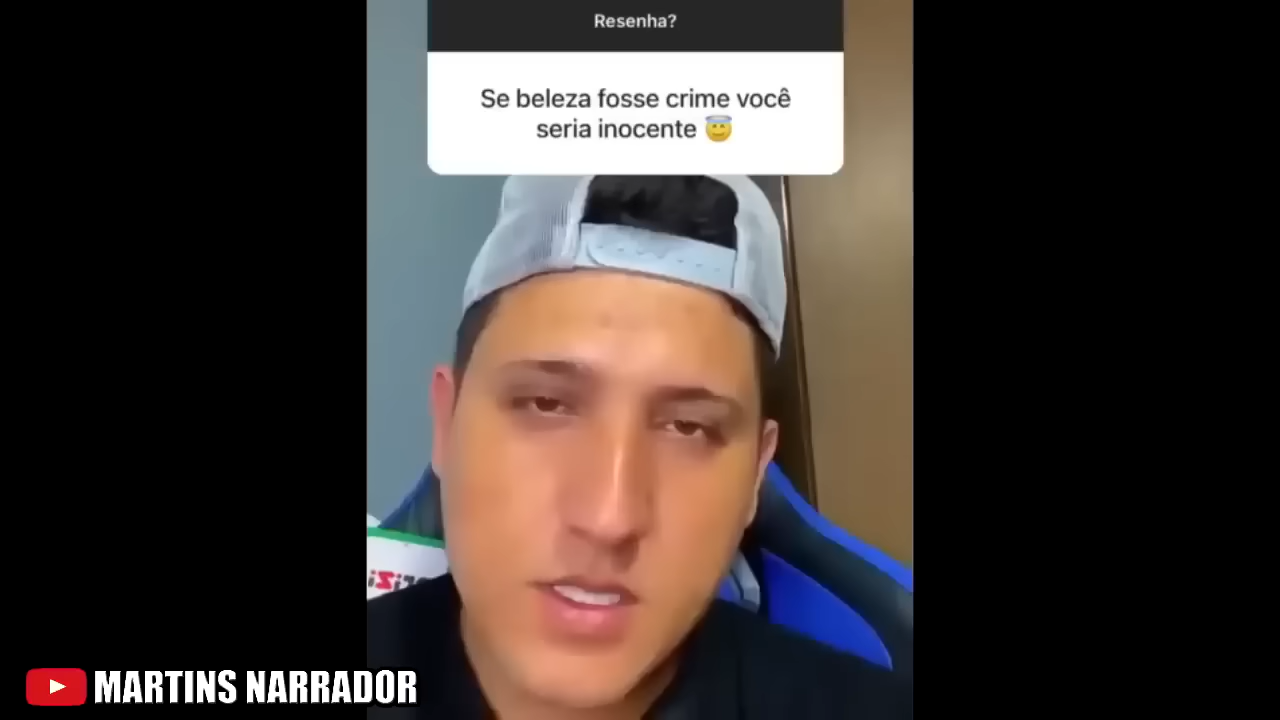 Resenha?
Se beleza fosse crime você
seria inocente 😇
MARTINS NARRADOR